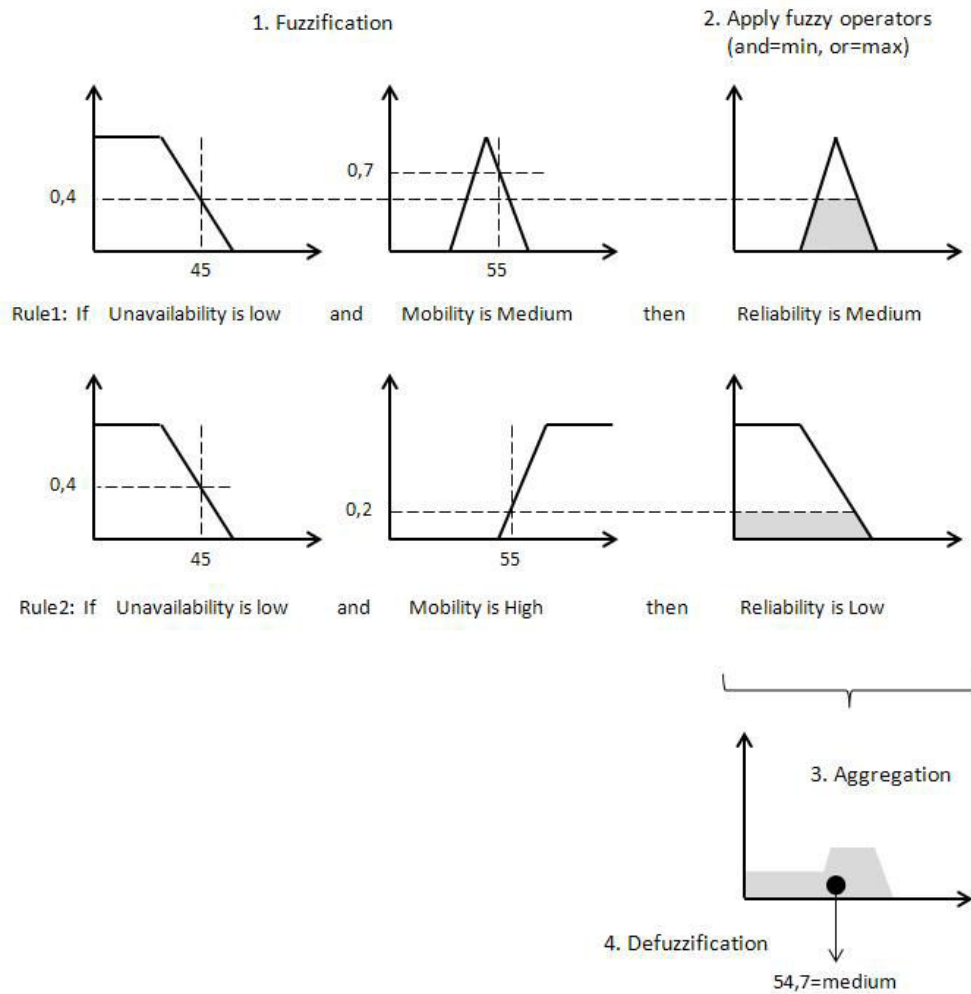 1. Fuzzification
2. Apply fuzzy operators
(and=min, or=max)
0,4
45
0,7
55
Rule1: If Unavailability is low and Mobility is Medium then Reliability is Medium
0,4
45
0,2
55
Rule2: If Unavailability is low and Mobility is High then Reliability is Low
3. Aggregation
4. Defuzzification
54,7=medium